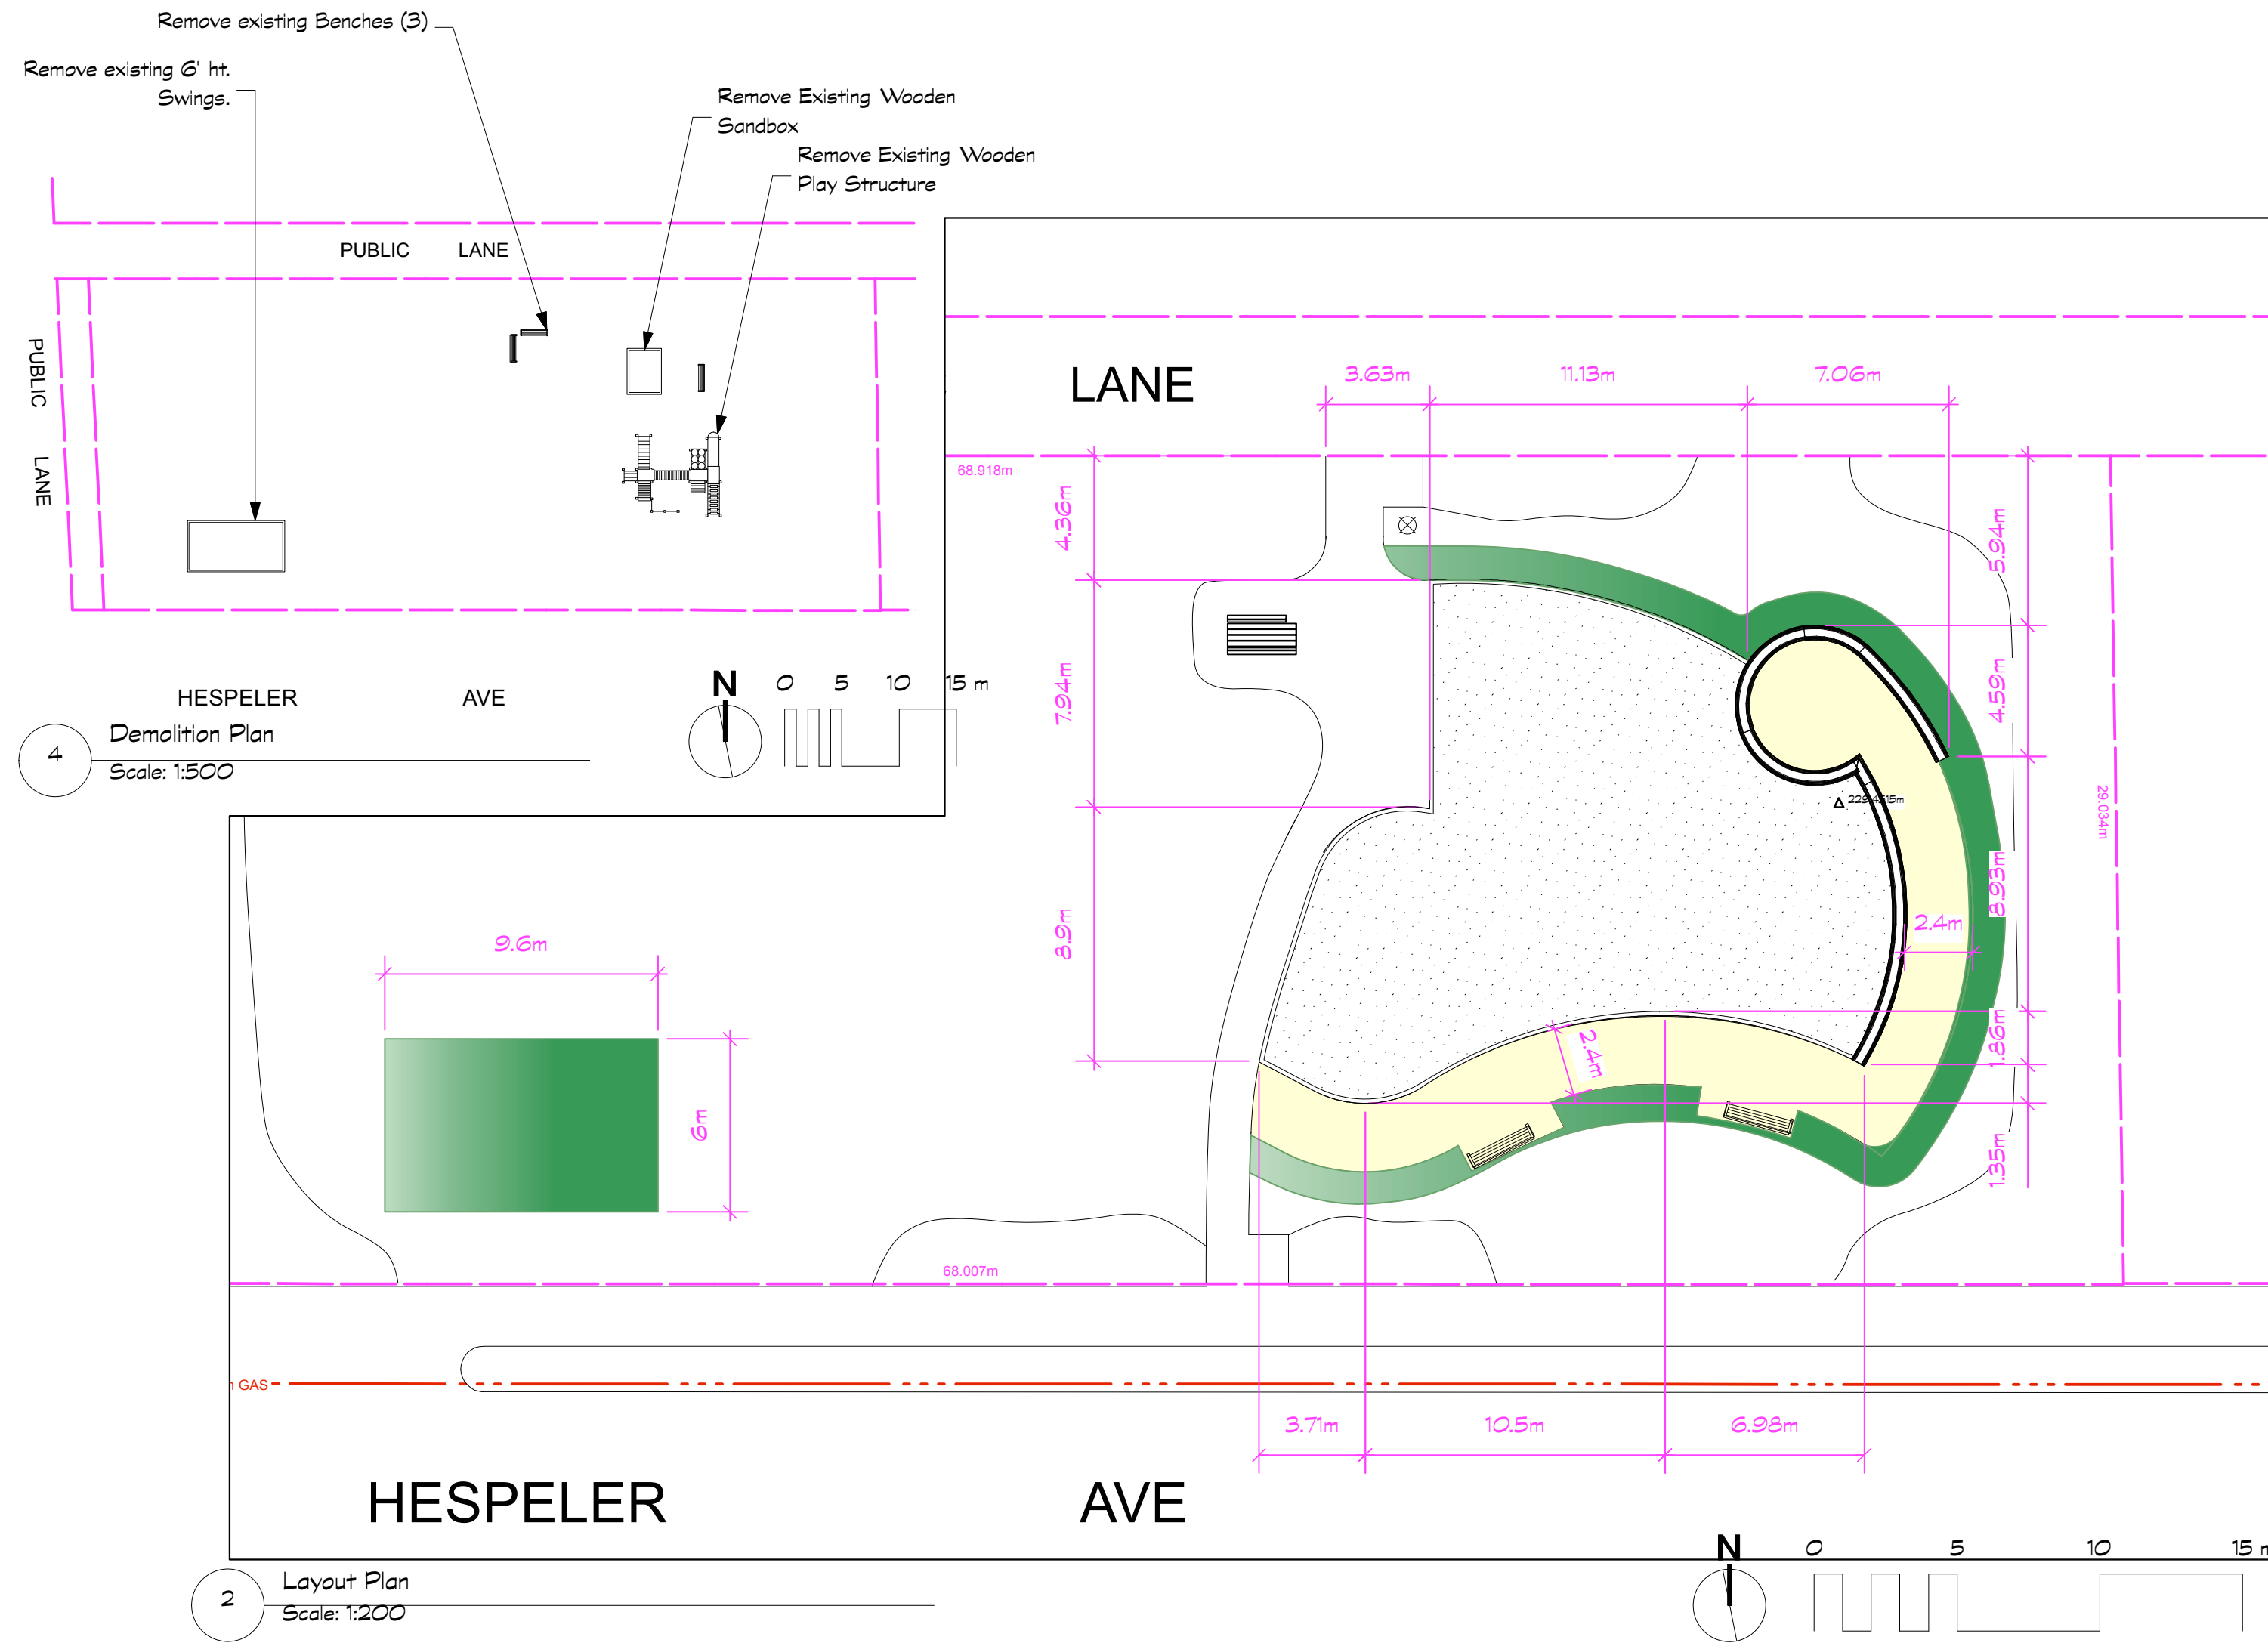 Remove existing Benches (3)
Remove existing 6' ht.
Swings.
Remove Existing Wooden
Sandbox
Remove Existing Wooden
Play Structure
PUBLIC LANE
PUBLIC LANE
HESPELER AVE
N
0 5 10 15 m
4
Demolition Plan
Scale: 1:500
LANE
3.63m
11.13m
7.06m
68.918m
4.36m
7.94m
8.9m
5.94m
4.59m
8.93m
1.86m
1.35m
29.034m
2.4m
2.4m
9.6m
6m
68.007m
GAS
3.71m
10.5m
6.98m
HESPELER AVE
N
0 5 10 15
2
Layout Plan
Scale: 1:200